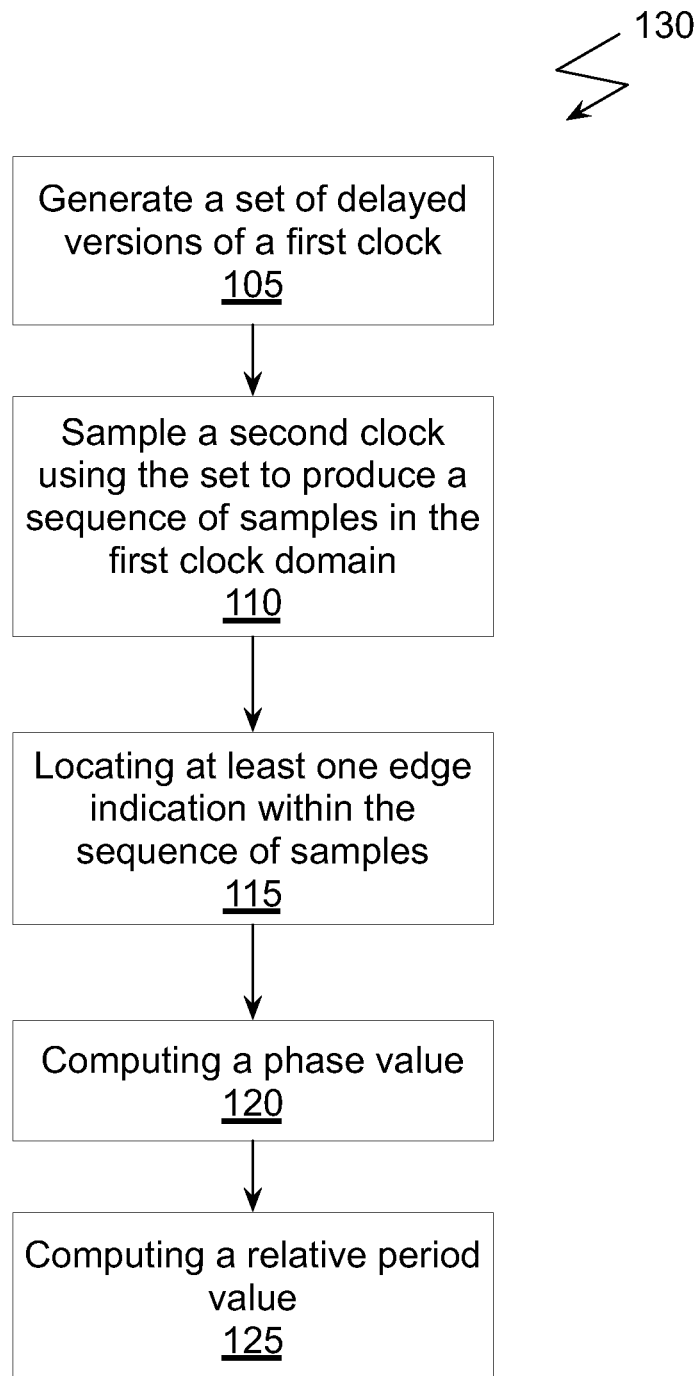 130
Generate a set of delayed
versions of a first clock
105
Sample a second clock
using the set to produce a
sequence of samples in the
first clock domain
110
Locating at least one edge
indication within the
sequence of samples
115
Computing a phase value
120
Computing a relative period
value
125